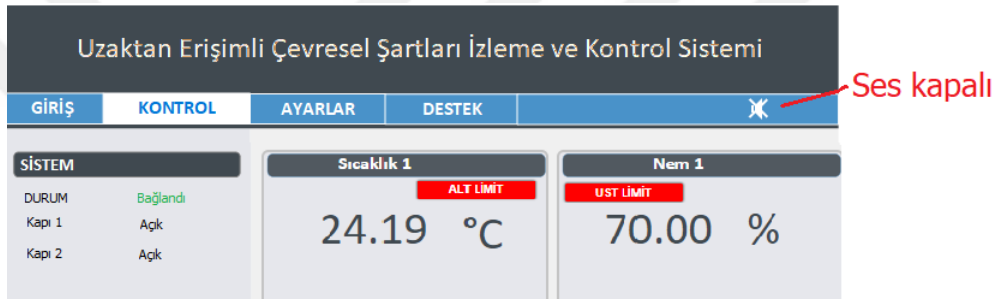 Uzaktan Erişimli Çevresel Şartları İzleme ve Kontrol Sistemi
Ses kapalı
GİRİŞ KONTROL AYARLAR DESTEK
SİSTEM
DURUM Bağlandı
Kapı 1 Açık
Kapı 2 Açık
Sıcaklık 1
ALT LİMİT
24.19 °C
Nem 1
UST LİMİT
70.00 %